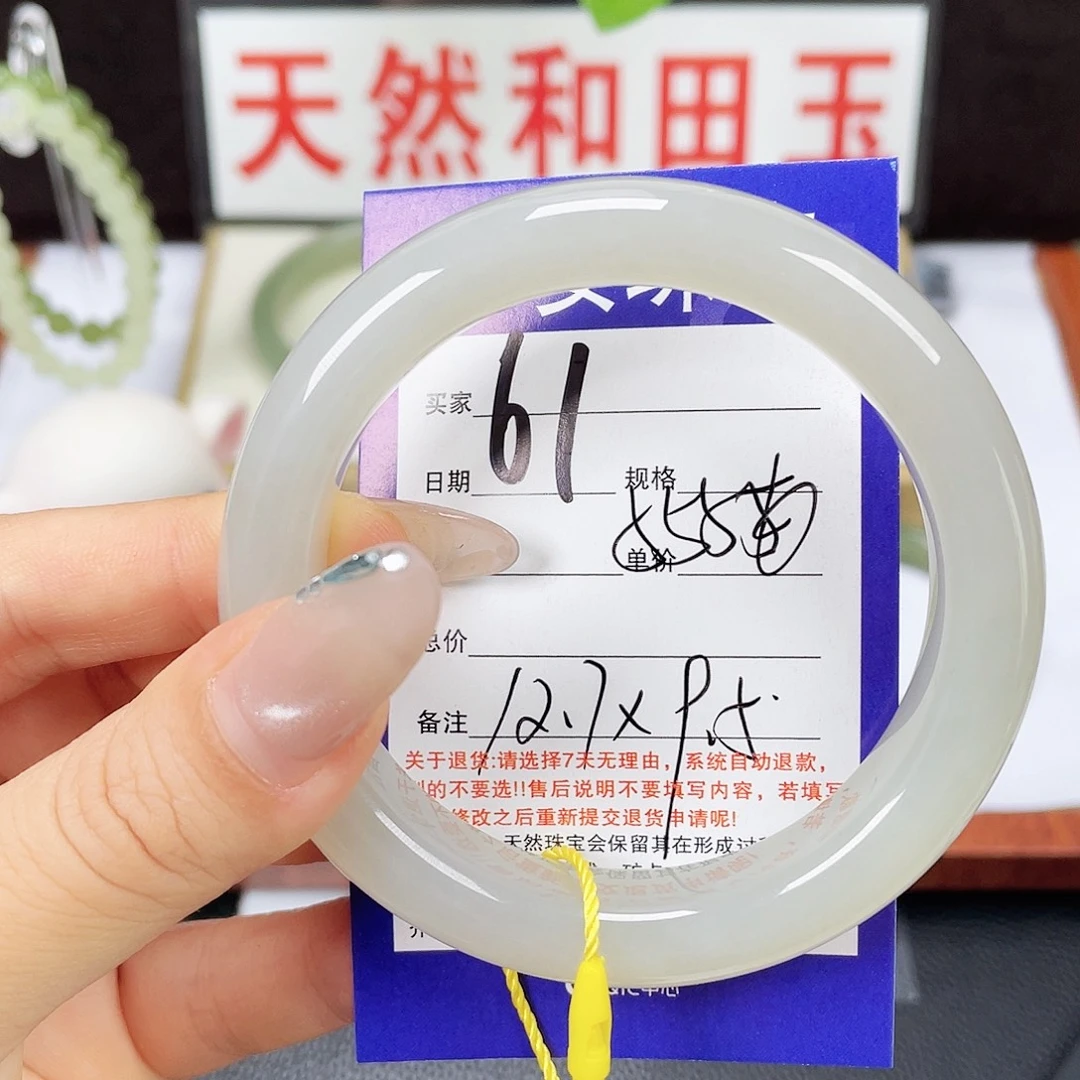 天然和田玉
买家
61
日期
规格
单价
总价
备注 12.7×9.5
关于退货:请选择7天无理由，系统自动退款，
的不要选!!售后说明不要填写内容，若填写
修改之后重新提交退货申请呢!
天然珠宝会保留其在形成过